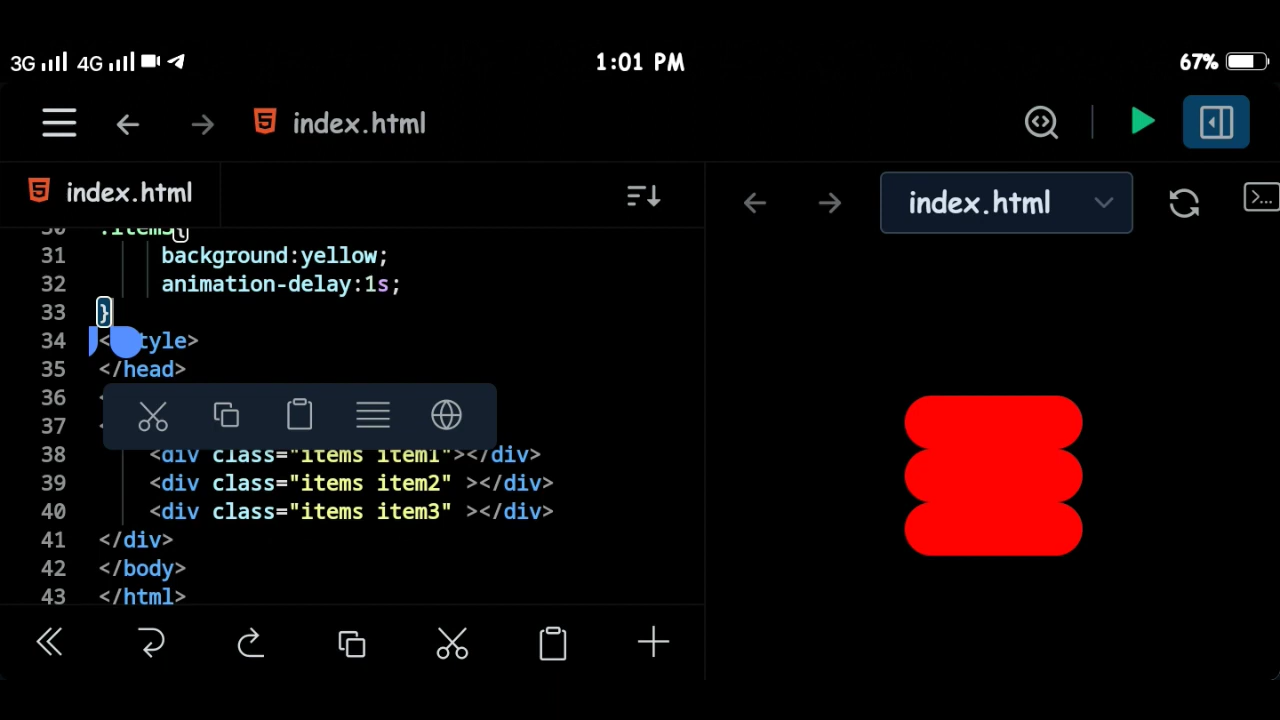 3G 4G 1:01 PM 67%
index.html
index.html
index.html
30 .items{
31 background:yellow;
32 animation-delay:1s;
33 }
34 < tyle>
35 </head>
36 <
37 <
38 <div class="items item1"></div>
39 <div class="items item2" ></div>
40 <div class="items item3" ></div>
41 </div>
42 </body>
43 </html>